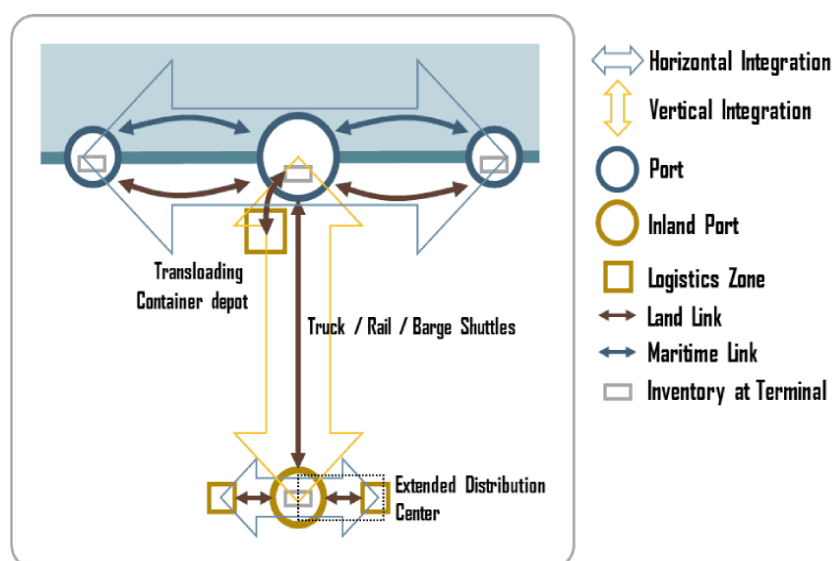 Transloading
Container depot
Truck / Rail / Barge Shuttles
Extended Distribution
Center
Horizontal Integration
Vertical Integration
Port
Inland Port
Logistics Zone
Land Link
Maritime Link
Inventory at Terminal